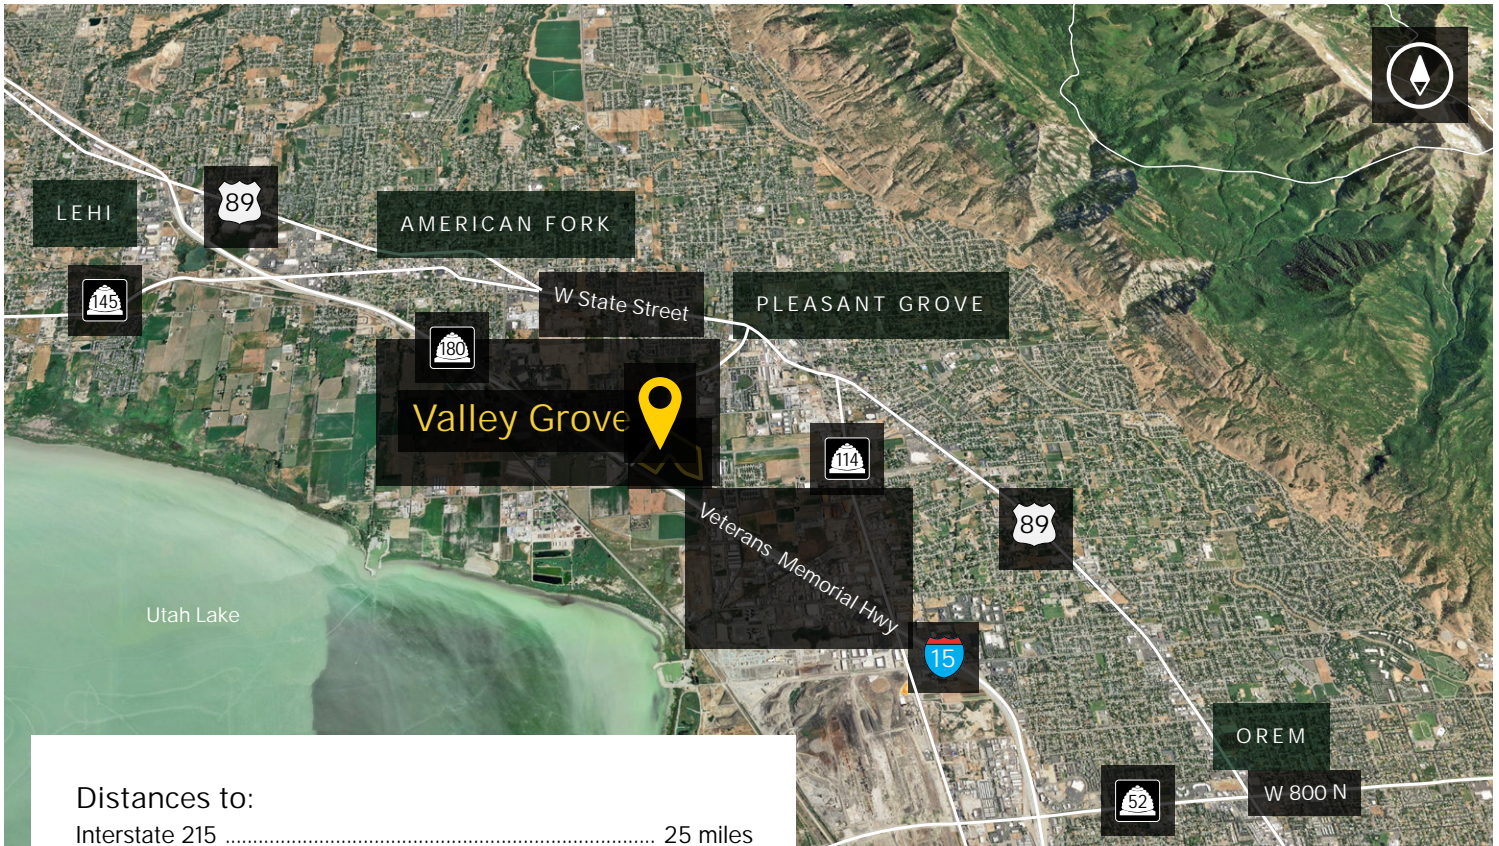 LEHI
89
AMERICAN FORK
145
W State Street
PLEASANT GROVE
180
Valley Grove
114
89
Veterans Memorial Hwy
Utah Lake
15
OREM
52
W 800 N
Distances to:
Interstate 215 ................................................................................ 25 miles